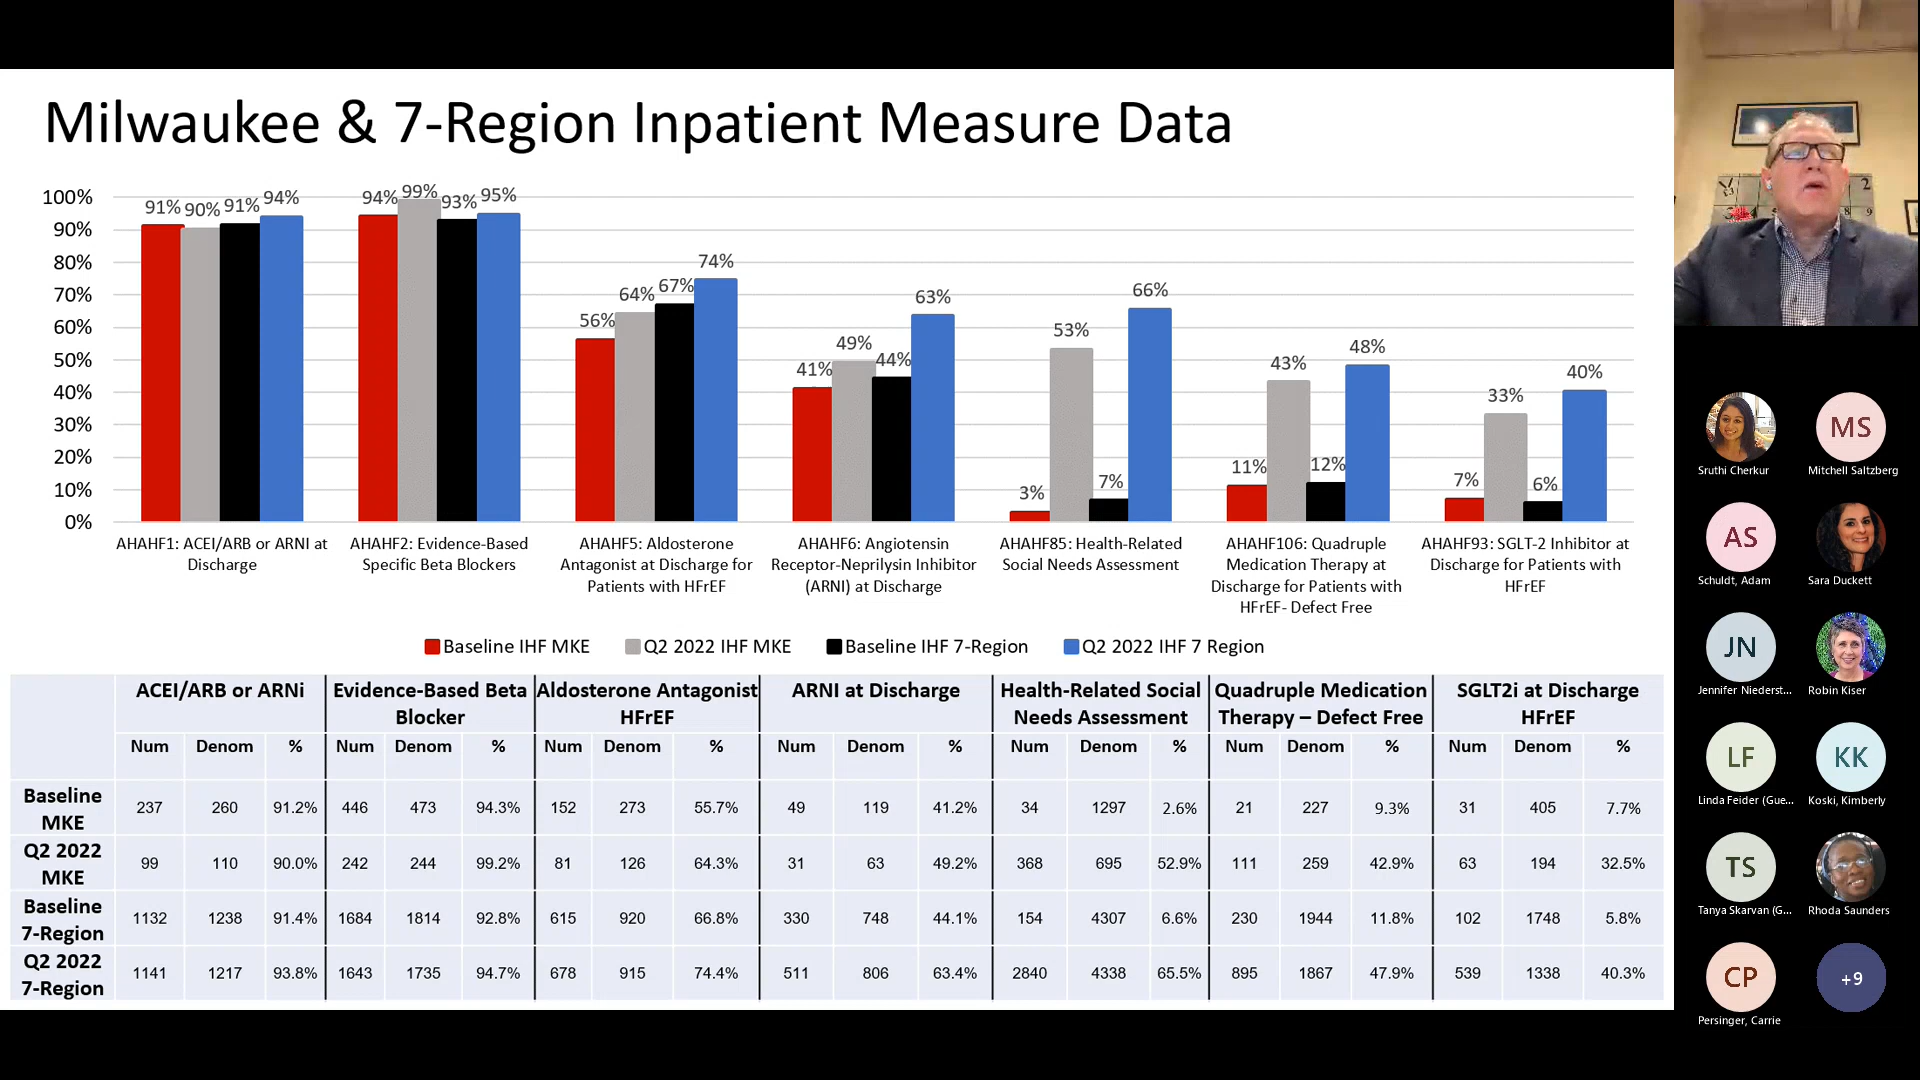 Milwaukee & 7-Region Inpatient Measure Data
100%
90%
80%
70%
60%
50%
40%
30%
20%
10%
0%
91% 90% 91% 94%
94% 99% 93% 95%
56% 64% 67% 74%
41% 49% 44% 63%
3% 53% 7% 66%
11% 43% 12% 48%
7% 33% 6% 40%
AHAHF1: ACEI/ARB or ARNI at
Discharge
AHAHF2: Evidence-Based
Specific Beta Blockers
AHAHF5: Aldosterone
Antagonist at Discharge for
Patients with HFrEF
AHAHF6: Angiotensin
Receptor-Neprilysin Inhibitor
(ARNI) at Discharge
AHAHF85: Health-Related
Social Needs Assessment
AHAHF106: Quadruple
Medication Therapy at
Discharge for Patients with
HFrEF- Defect Free
AHAHF93: SGLT-2 Inhibitor at
Discharge for Patients with
HFrEF
Baseline IHF MKE Q2 2022 IHF MKE Baseline IHF 7-Region Q2 2022 IHF 7 Region
ACEI/ARB or ARNi
Evidence-Based Beta
Blocker
Aldosterone Antagonist
HFrEF
ARNI at Discharge
Health-Related Social
Needs Assessment
Quadruple Medication
Therapy – Defect Free
SGLT2i at Discharge
HFrEF
Num Denom % Num Denom % Num Denom % Num Denom % Num Denom % Num Denom % Num Denom %
Baseline
MKE
237 260 91.2% 446 473 94.3% 152 273 55.7% 49 119 41.2% 34 1297 2.6% 21 227 9.3% 31 405 7.7%
Q2 2022
MKE
99 110 90.0% 242 244 99.2% 81 126 64.3% 31 63 49.2% 368 695 52.9% 111 259 42.9% 63 194 32.5%
Baseline
7-Region
1132 1238 91.4% 1684 1814 92.8% 615 920 66.8% 330 748 44.1% 154 4307 6.6% 230 1944 11.8% 102 1748 5.8%
Q2 2022
7-Region
1141 1217 93.8% 1643 1735 94.7% 678 915 74.4% 511 806 63.4% 2840 4338 65.5% 895 1867 47.9% 539 1338 40.3%
2
8 9
Sruthi Cherkur
MS
Mitchell Saltzberg
AS
Schuldt, Adam
Sara Duckett
JN
Jennifer Niederst...
Robin Kiser
LF
Linda Feider (Gue...
KK
Koski, Kimberly
TS
Tanya Skarvan (G...
Rhoda Saunders
CP
Persinger, Carrie
+9